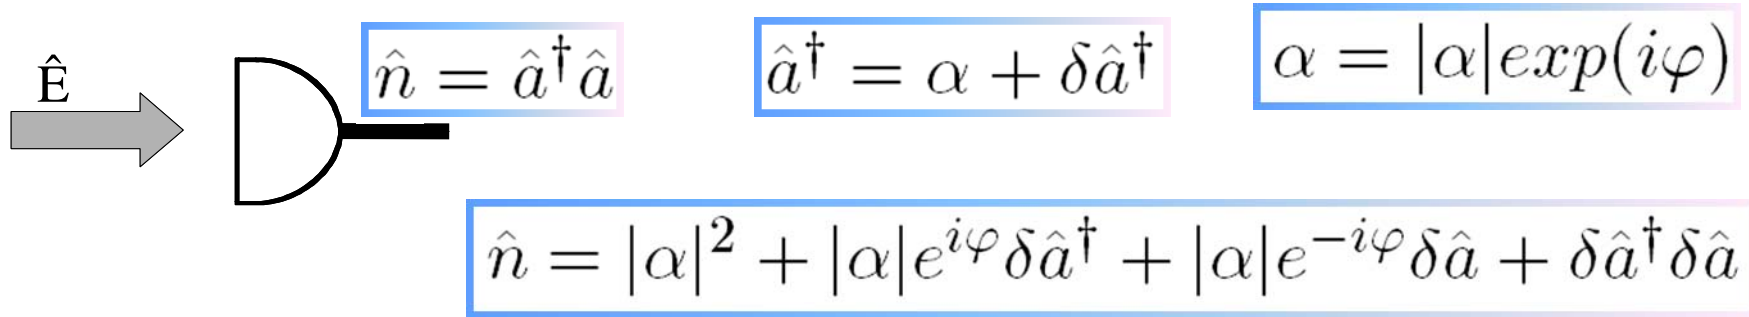 Ê
n̂ = â†â
â† = α + δâ†
α = |α|exp(iφ)
n̂ = |α|² + |α|e^{iφ}δâ† + |α|e^{−iφ}δâ + δâ†δâ